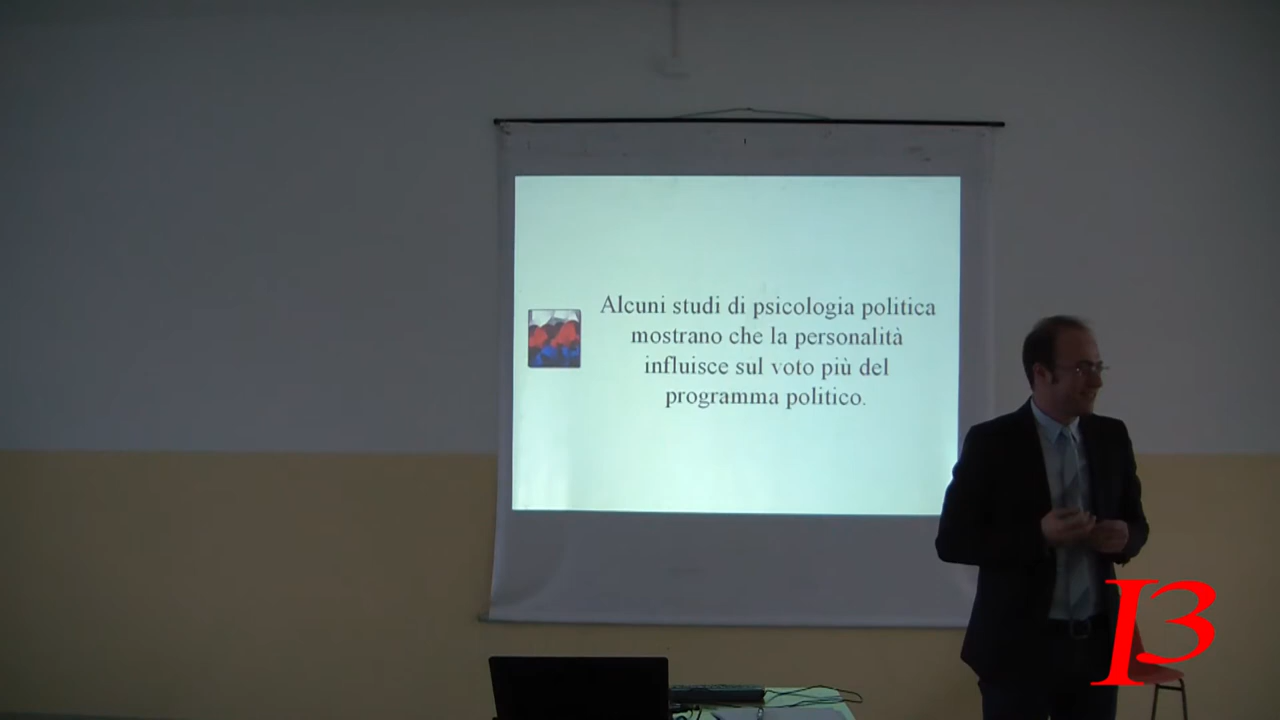 Alcuni studi di psicologia politica
mostrano che la personalità
influisce sul voto più del
programma politico.
I3